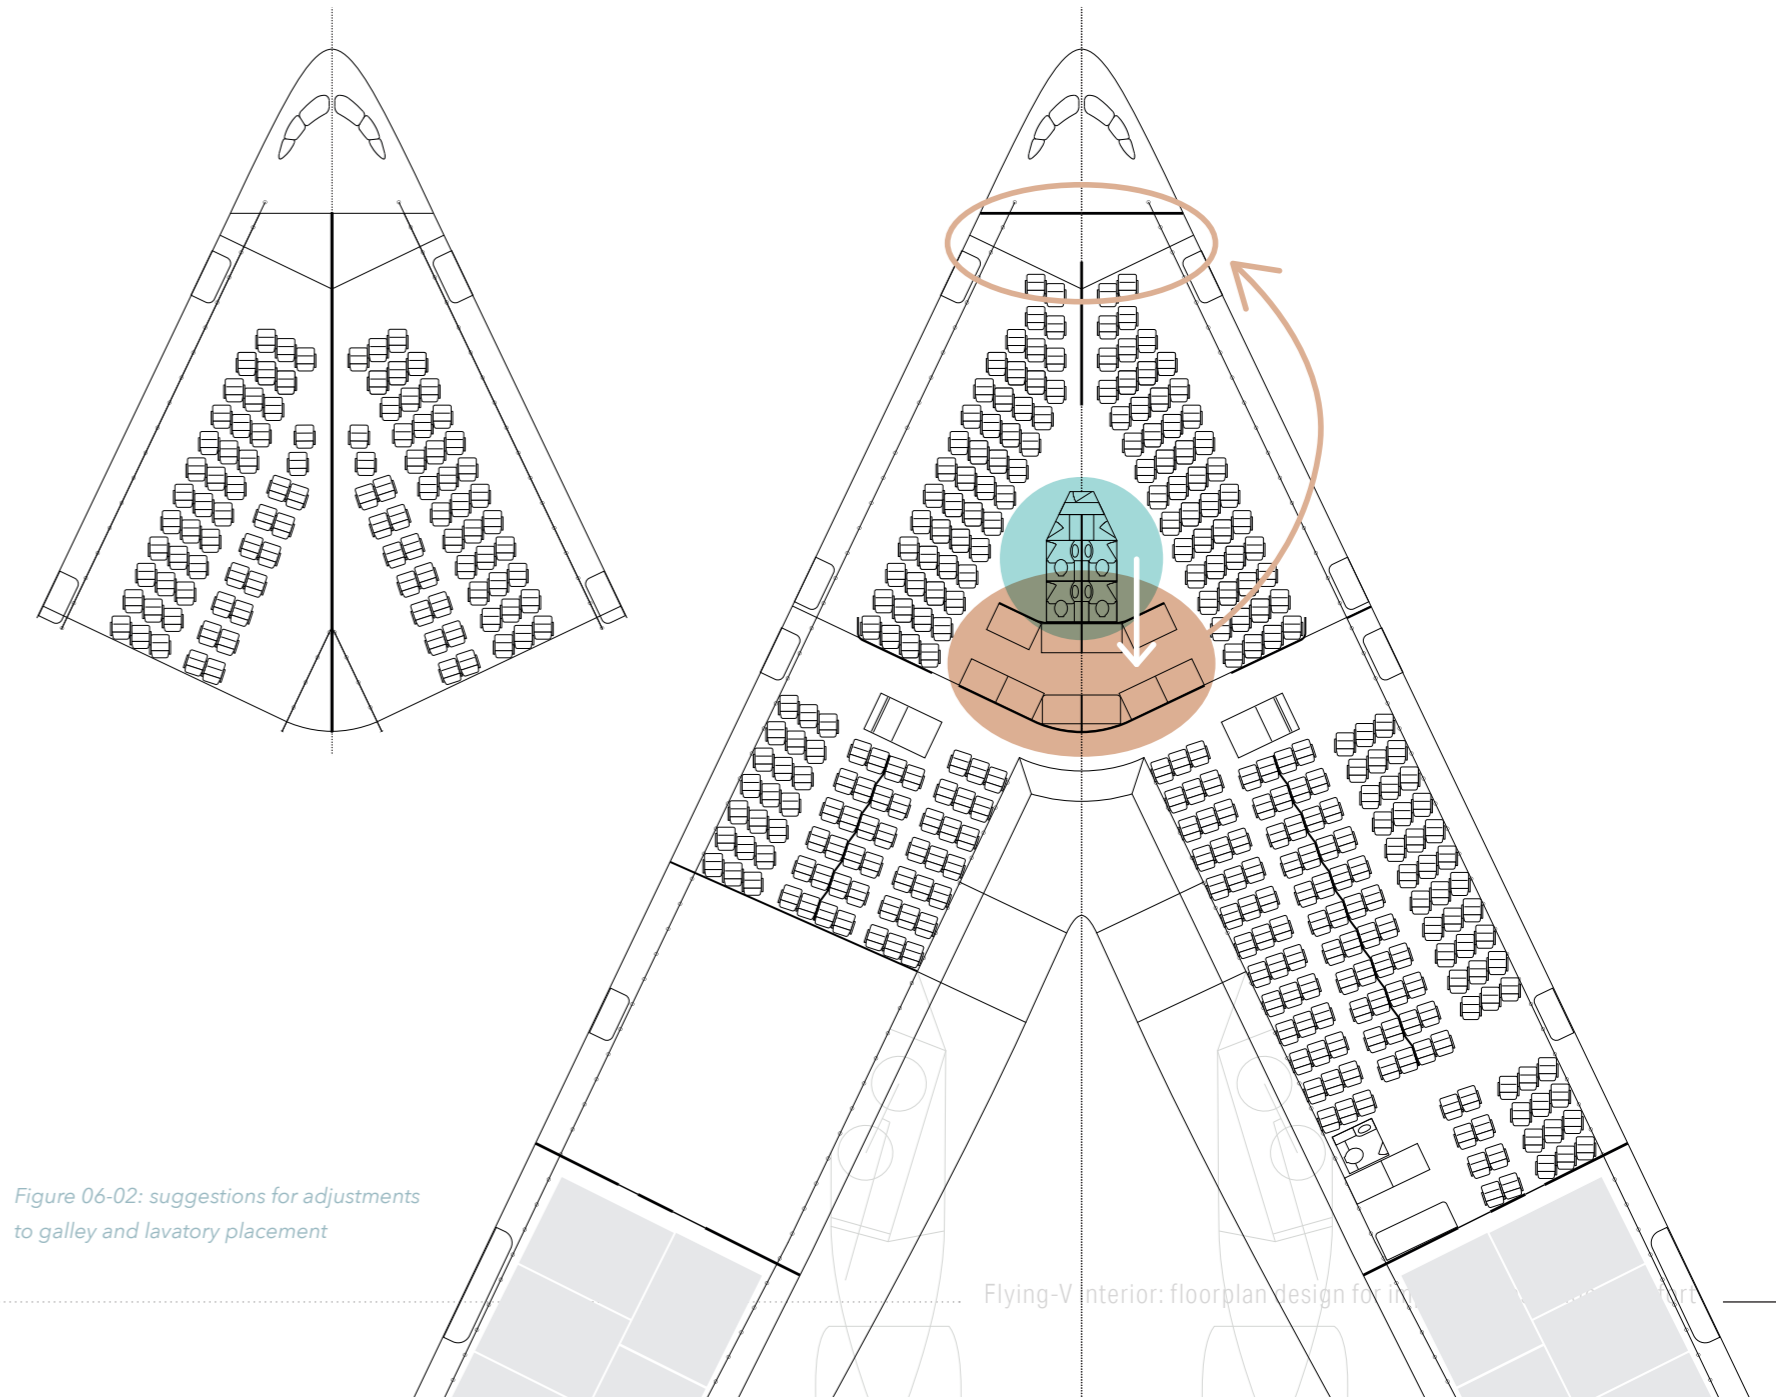 Figure 06-02: suggestions for adjustments
to galley and lavatory placement
Flying-V interior: floorplan design for